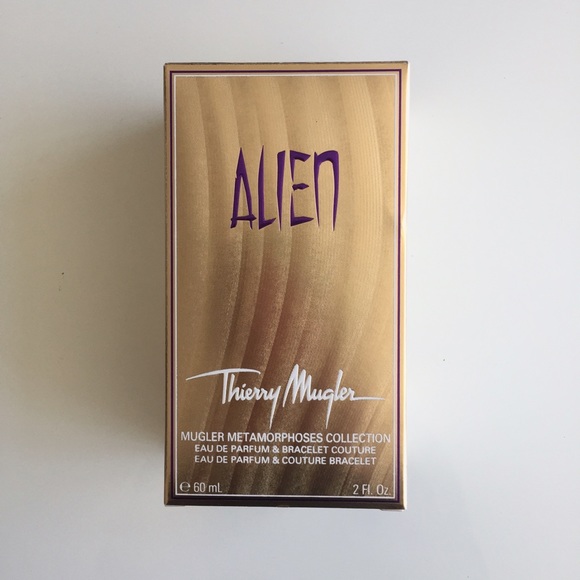 ALIEN
Thierry Mugler
MUGLER METAMORPHOSES COLLECTION
EAU DE PARFUM & BRACELET COUTURE
EAU DE PARFUM & COUTURE BRACELET
℮ 60 mL 2 Fl. Oz.